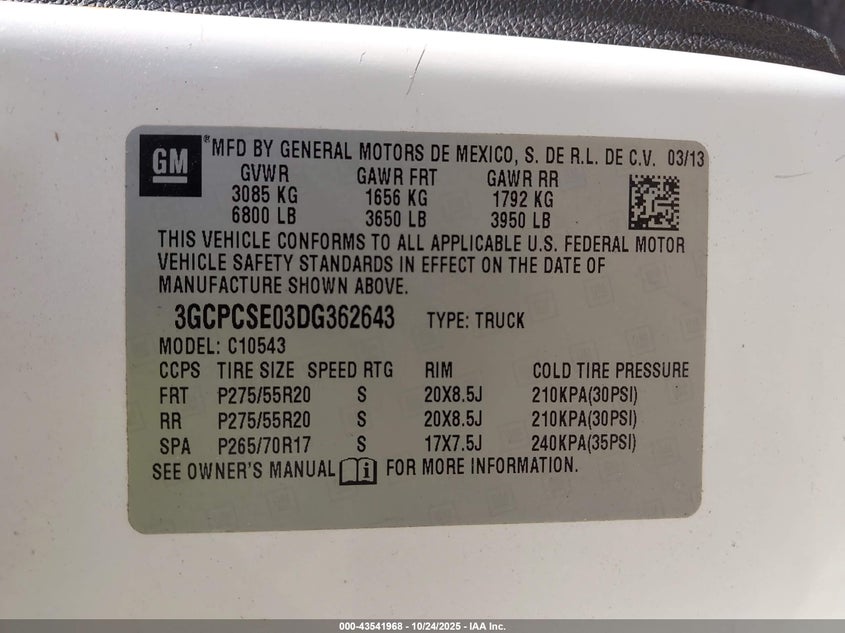 GM ® MFD BY GENERAL MOTORS DE MEXICO, S. DE R.L. DE C.V. 03/13
GVWR GAWR FRT GAWR RR
3085 KG 1656 KG 1792 KG
6800 LB 3650 LB 3950 LB
THIS VEHICLE CONFORMS TO ALL APPLICABLE U.S. FEDERAL MOTOR
VEHICLE SAFETY STANDARDS IN EFFECT ON THE DATE OF
MANUFACTURE SHOWN ABOVE.
3GCPCSE03DG362643 TYPE: TRUCK
MODEL: C10543
CCPS TIRE SIZE SPEED RTG RIM COLD TIRE PRESSURE
FRT P275/55R20 S 20X8.5J 210KPA(30PSI)
RR P275/55R20 S 20X8.5J 210KPA(30PSI)
SPA P265/70R17 S 17X7.5J 240KPA(35PSI)
SEE OWNER'S MANUAL i FOR MORE INFORMATION.
000-43541968 - 10/24/2025 - IAA Inc.